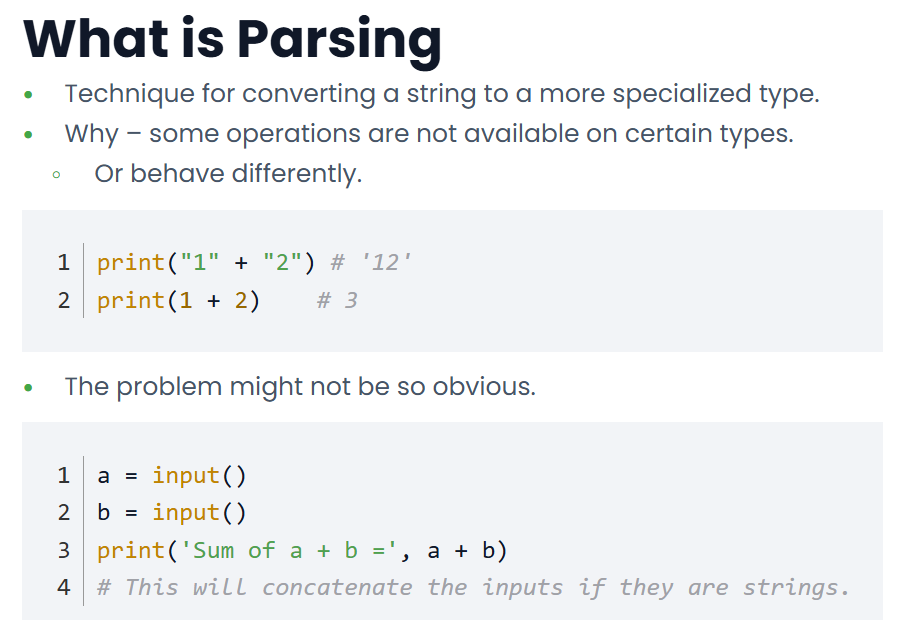 What is Parsing
• Technique for converting a string to a more specialized type.
• Why – some operations are not available on certain types.
◦ Or behave differently.
1 print("1" + "2") # '12'
2 print(1 + 2)    # 3
• The problem might not be so obvious.
1 a = input()
2 b = input()
3 print('Sum of a + b =', a + b)
4 # This will concatenate the inputs if they are strings.